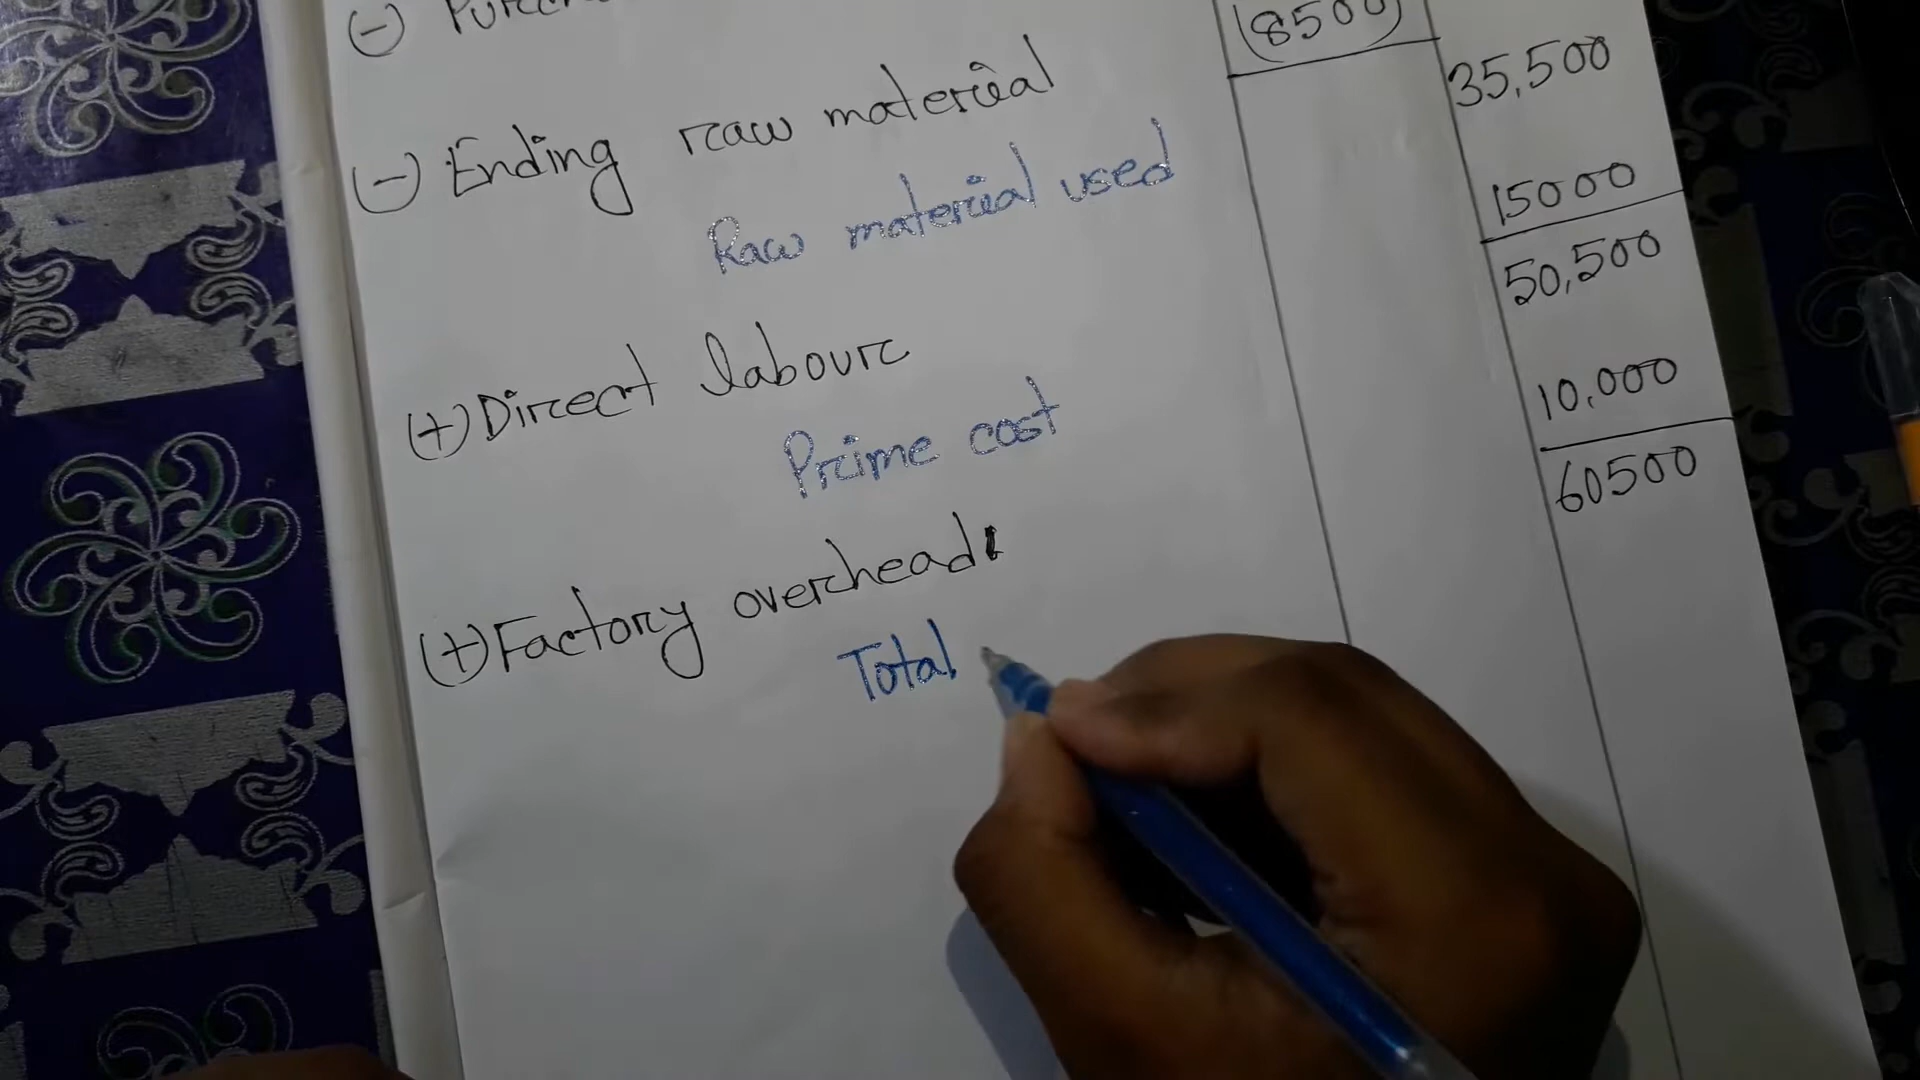 (-) (8500)
35,500
(-) Ending raw material 15000
Raw material used 50,500
(+) Direct labour 10,000
Prime cost 60500
(+) Factory overhead
Total